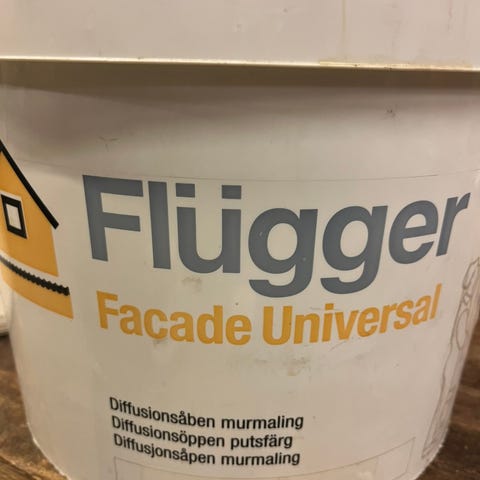 Flügger
Facade Universal
Diffusionsåben murmaling
Diffusionsöppen putsfärg
Diffusjonsåpen murmaling